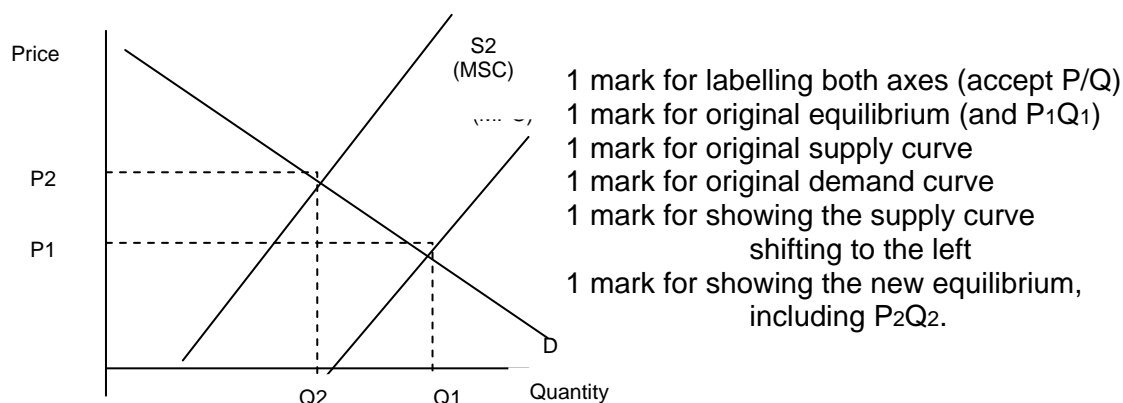 Price
S2
(MSC)
P2
P1
D
Q2
Q1
Quantity
1 mark for labelling both axes (accept P/Q)
1 mark for original equilibrium (and P1Q1)
1 mark for original supply curve
1 mark for original demand curve
1 mark for showing the supply curve
shifting to the left
1 mark for showing the new equilibrium,
including P2Q2.